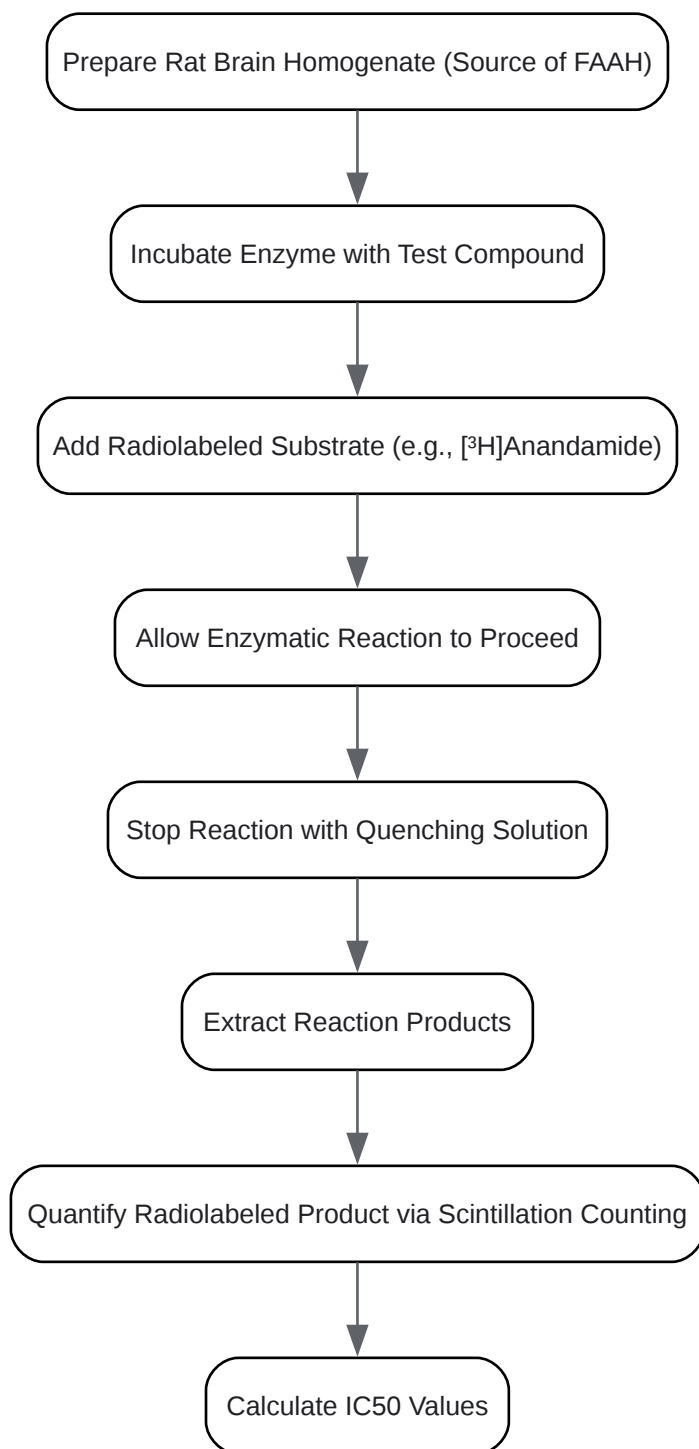 Prepare Rat Brain Homogenate (Source of FAAH)
Incubate Enzyme with Test Compound
Add Radiolabeled Substrate (e.g., [³H]Anandamide)
Allow Enzymatic Reaction to Proceed
Stop Reaction with Quenching Solution
Extract Reaction Products
Quantify Radiolabeled Product via Scintillation Counting
Calculate IC50 Values